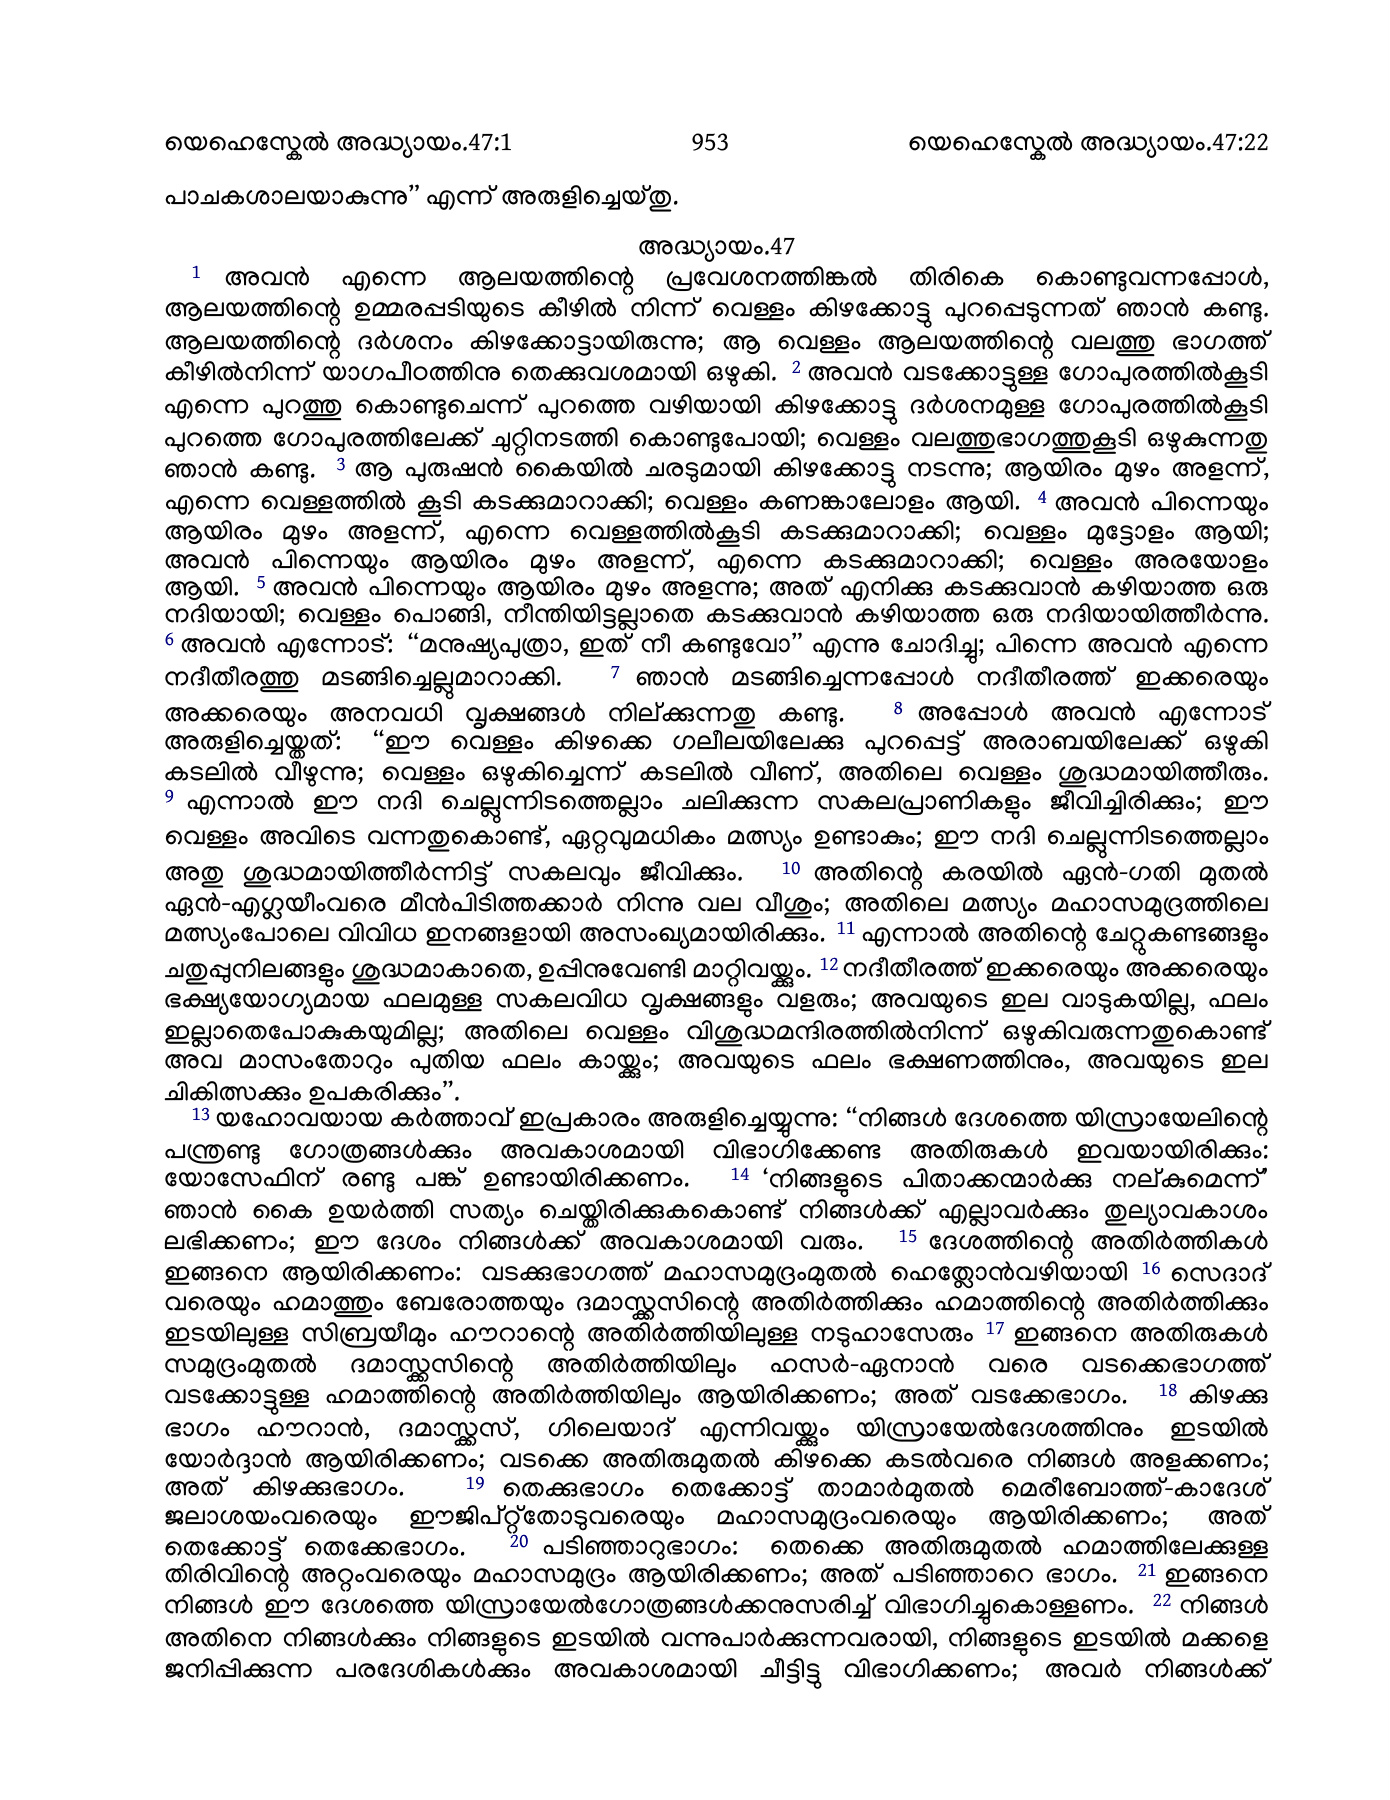 യെഹെസ്കേൽ അദ്ധ്യായം.47:1 953 യെഹെസ്കേൽ അദ്ധ്യായം.47:22
പാചകശാലയാകുന്നു” എന്ന് അരുളിച്ചെയ്തു.
അദ്ധ്യായം.47
1 അവൻ എന്നെ ആലയത്തിന്റെ പ്രവേശനത്തിങ്കൽ തിരികെ കൊണ്ടുവന്നപ്പോൾ,
ആലയത്തിന്റെ ഉമ്മരപ്പടിയുടെ കീഴിൽ നിന്ന് വെള്ളം കിഴക്കോട്ടു പുറപ്പെടുന്നത് ഞാൻ കണ്ടു.
ആലയത്തിന്റെ ദർശനം കിഴക്കോട്ടായിരുന്നു; ആ വെള്ളം ആലയത്തിന്റെ വലത്തു ഭാഗത്ത്
കീഴിൽനിന്ന് യാഗപീഠത്തിനു തെക്കുവശമായി ഒഴുകി. 2 അവൻ വടക്കോട്ടുള്ള ഗോപുരത്തിൽകൂടി
എന്നെ പുറത്തു കൊണ്ടുചെന്ന് പുറത്തെ വഴിയായി കിഴക്കോട്ടു ദർശനമുള്ള ഗോപുരത്തിൽകൂടി
പുറത്തെ ഗോപുരത്തിലേക്ക് ചുറ്റിനടത്തി കൊണ്ടുപോയി; വെള്ളം വലത്തുഭാഗത്തുകൂടി ഒഴുകുന്നതു
ഞാൻ കണ്ടു. 3 ആ പുരുഷൻ കൈയിൽ ചരടുമായി കിഴക്കോട്ടു നടന്നു; ആയിരം മുഴം അളന്ന്,
എന്നെ വെള്ളത്തിൽ കൂടി കടക്കുമാറാക്കി; വെള്ളം കണങ്കാലോളം ആയി. 4 അവൻ പിന്നെയും
ആയിരം മുഴം അളന്ന്, എന്നെ വെള്ളത്തിൽകൂടി കടക്കുമാറാക്കി; വെള്ളം മുട്ടോളം ആയി;
അവൻ പിന്നെയും ആയിരം മുഴം അളന്ന്, എന്നെ കടക്കുമാറാക്കി; വെള്ളം അരയോളം
ആയി. 5 അവൻ പിന്നെയും ആയിരം മുഴം അളന്നു; അത് എനിക്കു കടക്കുവാൻ കഴിയാത്ത ഒരു
നദിയായി; വെള്ളം പൊങ്ങി, നീന്തിയിട്ടല്ലാതെ കടക്കുവാൻ കഴിയാത്ത ഒരു നദിയായിത്തീർന്നു.
6 അവൻ എന്നോട്: “മനുഷ്യപുത്രാ, ഇത് നീ കണ്ടുവോ” എന്നു ചോദിച്ചു; പിന്നെ അവൻ എന്നെ
നദീതീരത്തു മടങ്ങിച്ചെല്ലുമാറാക്കി. 7 ഞാൻ മടങ്ങിച്ചെന്നപ്പോൾ നദീതീരത്ത് ഇക്കരെയും
അക്കരെയും അനവധി വൃക്ഷങ്ങൾ നില്ക്കുന്നതു കണ്ടു. 8 അപ്പോൾ അവൻ എന്നോട്
അരുളിച്ചെയ്തത്: “ഈ വെള്ളം കിഴക്കെ ഗലീലയിലേക്കു പുറപ്പെട്ട് അരാബയിലേക്ക് ഒഴുകി
കടലിൽ വീഴുന്നു; വെള്ളം ഒഴുകിച്ചെന്ന് കടലിൽ വീണ്, അതിലെ വെള്ളം ശുദ്ധമായിത്തീരും.
9 എന്നാൽ ഈ നദി ചെല്ലുന്നിടത്തെല്ലാം ചലിക്കുന്ന സകലപ്രാണികളും ജീവിച്ചിരിക്കും; ഈ
വെള്ളം അവിടെ വന്നതുകൊണ്ട്, ഏറ്റവുമധികം മത്സ്യം ഉണ്ടാകും; ഈ നദി ചെല്ലുന്നിടത്തെല്ലാം
അതു ശുദ്ധമായിത്തീർന്നിട്ട് സകലവും ജീവിക്കും. 10 അതിന്റെ കരയിൽ ഏൻ-ഗതി മുതൽ
ഏൻ-എഗ്ലയീംവരെ മീൻപിടിത്തക്കാർ നിന്നു വല വീശും; അതിലെ മത്സ്യം മഹാസമുദ്രത്തിലെ
മത്സ്യംപോലെ വിവിധ ഇനങ്ങളായി അസംഖ്യമായിരിക്കും. 11 എന്നാൽ അതിന്റെ ചേറ്റുകണ്ടങ്ങളും
ചതുപ്പുനിലങ്ങളും ശുദ്ധമാകാതെ, ഉപ്പിനുവേണ്ടി മാറ്റിവയ്ക്കും. 12 നദീതീരത്ത് ഇക്കരെയും അക്കരെയും
ഭക്ഷ്യയോഗ്യമായ ഫലമുള്ള സകലവിധ വൃക്ഷങ്ങളും വളരും; അവയുടെ ഇല വാടുകയില്ല, ഫലം
ഇല്ലാതെപോകുകയുമില്ല; അതിലെ വെള്ളം വിശുദ്ധമന്ദിരത്തിൽനിന്ന് ഒഴുകിവരുന്നതുകൊണ്ട്
അവ മാസംതോറും പുതിയ ഫലം കായ്ക്കും; അവയുടെ ഫലം ഭക്ഷണത്തിനും, അവയുടെ ഇല
ചികിത്സക്കും ഉപകരിക്കും”.
13 യഹോവയായ കർത്താവ് ഇപ്രകാരം അരുളിച്ചെയ്യുന്നു: “നിങ്ങൾ ദേശത്തെ യിസ്രായേലിന്റെ
പന്ത്രണ്ടു ഗോത്രങ്ങൾക്കും അവകാശമായി വിഭാഗിക്കേണ്ട അതിരുകൾ ഇവയായിരിക്കും:
യോസേഫിന് രണ്ടു പങ്ക് ഉണ്ടായിരിക്കണം. 14 ‘നിങ്ങളുടെ പിതാക്കന്മാർക്കു നല്കുമെന്ന്’
ഞാൻ കൈ ഉയർത്തി സത്യം ചെയ്തിരിക്കുകകൊണ്ട് നിങ്ങൾക്ക് എല്ലാവർക്കും തുല്യാവകാശം
ലഭിക്കണം; ഈ ദേശം നിങ്ങൾക്ക് അവകാശമായി വരും. 15 ദേശത്തിന്റെ അതിർത്തികൾ
ഇങ്ങനെ ആയിരിക്കണം: വടക്കുഭാഗത്ത് മഹാസമുദ്രംമുതൽ ഹെത്ലോൻവഴിയായി 16 സെദാദ്
വരെയും ഹമാത്തും ബേരോത്തയും ദമാസ്ക്കസിന്റെ അതിർത്തിക്കും ഹമാത്തിന്റെ അതിർത്തിക്കും
ഇടയിലുള്ള സിബ്രയീമും ഹൗറാന്റെ അതിർത്തിയിലുള്ള നടുഹാസേരും 17 ഇങ്ങനെ അതിരുകൾ
സമുദ്രംമുതൽ ദമാസ്ക്കസിന്റെ അതിർത്തിയിലും ഹസർ-ഏനാൻ വരെ വടക്കെഭാഗത്ത്
വടക്കോട്ടുള്ള ഹമാത്തിന്റെ അതിർത്തിയിലും ആയിരിക്കണം; അത് വടക്കേഭാഗം. 18 കിഴക്കു
ഭാഗം ഹൗറാൻ, ദമാസ്ക്കസ്, ഗിലെയാദ് എന്നിവയ്ക്കും യിസ്രായേൽദേശത്തിനും ഇടയിൽ
യോർദ്ദാൻ ആയിരിക്കണം; വടക്കെ അതിരുമുതൽ കിഴക്കെ കടൽവരെ നിങ്ങൾ അളക്കണം;
അത് കിഴക്കുഭാഗം. 19 തെക്കുഭാഗം തെക്കോട്ട് താമാർമുതൽ മെരീബോത്ത്-കാദേശ്
ജലാശയംവരെയും ഈജിപ്റ്റ്തോടുവരെയും മഹാസമുദ്രംവരെയും ആയിരിക്കണം; അത്
തെക്കോട്ട് തെക്കേഭാഗം. 20 പടിഞ്ഞാറുഭാഗം: തെക്കെ അതിരുമുതൽ ഹമാത്തിലേക്കുള്ള
തിരിവിന്റെ അറ്റംവരെയും മഹാസമുദ്രം ആയിരിക്കണം; അത് പടിഞ്ഞാറെ ഭാഗം. 21 ഇങ്ങനെ
നിങ്ങൾ ഈ ദേശത്തെ യിസ്രായേൽഗോത്രങ്ങൾക്കനുസരിച്ച് വിഭാഗിച്ചുകൊള്ളണം. 22 നിങ്ങൾ
അതിനെ നിങ്ങൾക്കും നിങ്ങളുടെ ഇടയിൽ വന്നുപാർക്കുന്നവരായി, നിങ്ങളുടെ ഇടയിൽ മക്കളെ
ജനിപ്പിക്കുന്ന പരദേശികൾക്കും അവകാശമായി ചീട്ടിട്ടു വിഭാഗിക്കണം; അവർ നിങ്ങൾക്ക്